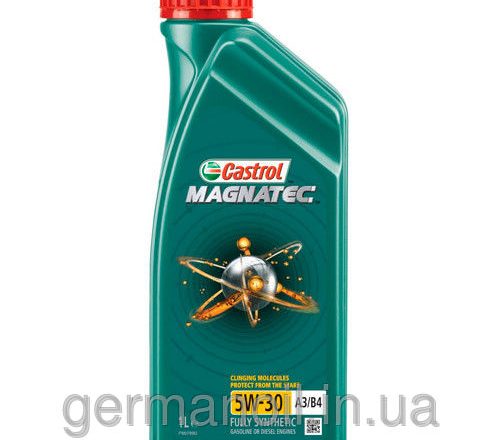 Castrol
MAGNATEC
CLINGING MOLECULES
PROTECT FROM THE START
5W-30 A3/B4
FULLY SYNTHETIC
1L GASOLINE OR DIESEL ENGINES
germanoil.in.ua